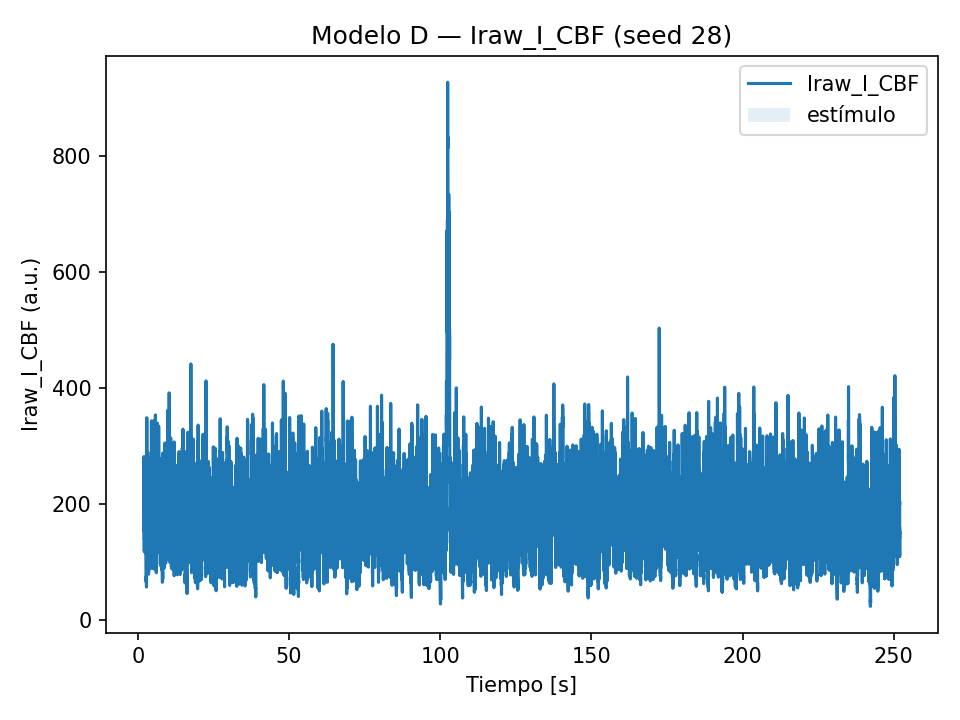 Modelo D — Iraw_I_CBF (seed 28)
Iraw_I_CBF
estímulo
Iraw_I_CBF (a.u.)
800
600
400
200
0
0 50 100 150 200 250
Tiempo [s]